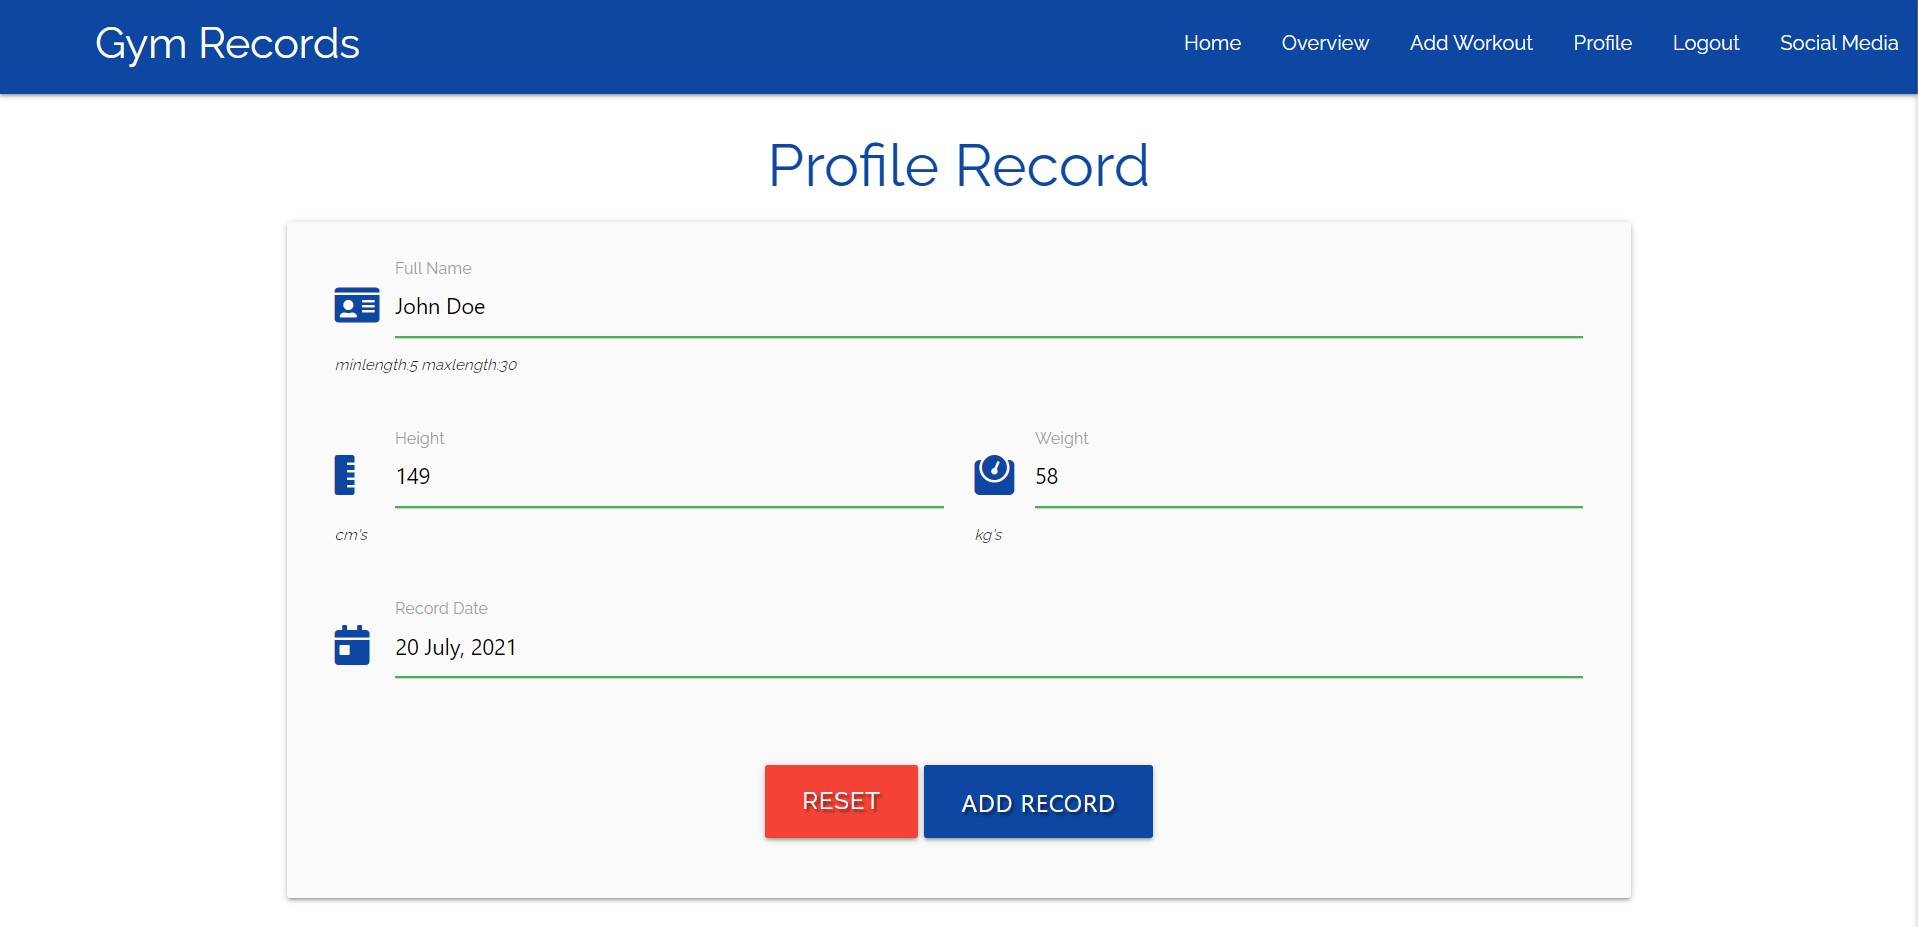 Gym Records
Home Overview Add Workout Profile Logout Social Media
Profile Record
Full Name
John Doe
minlength:5 maxlength:30
Height Weight
149 58
cm's kg's
Record Date
20 July, 2021
RESET ADD RECORD